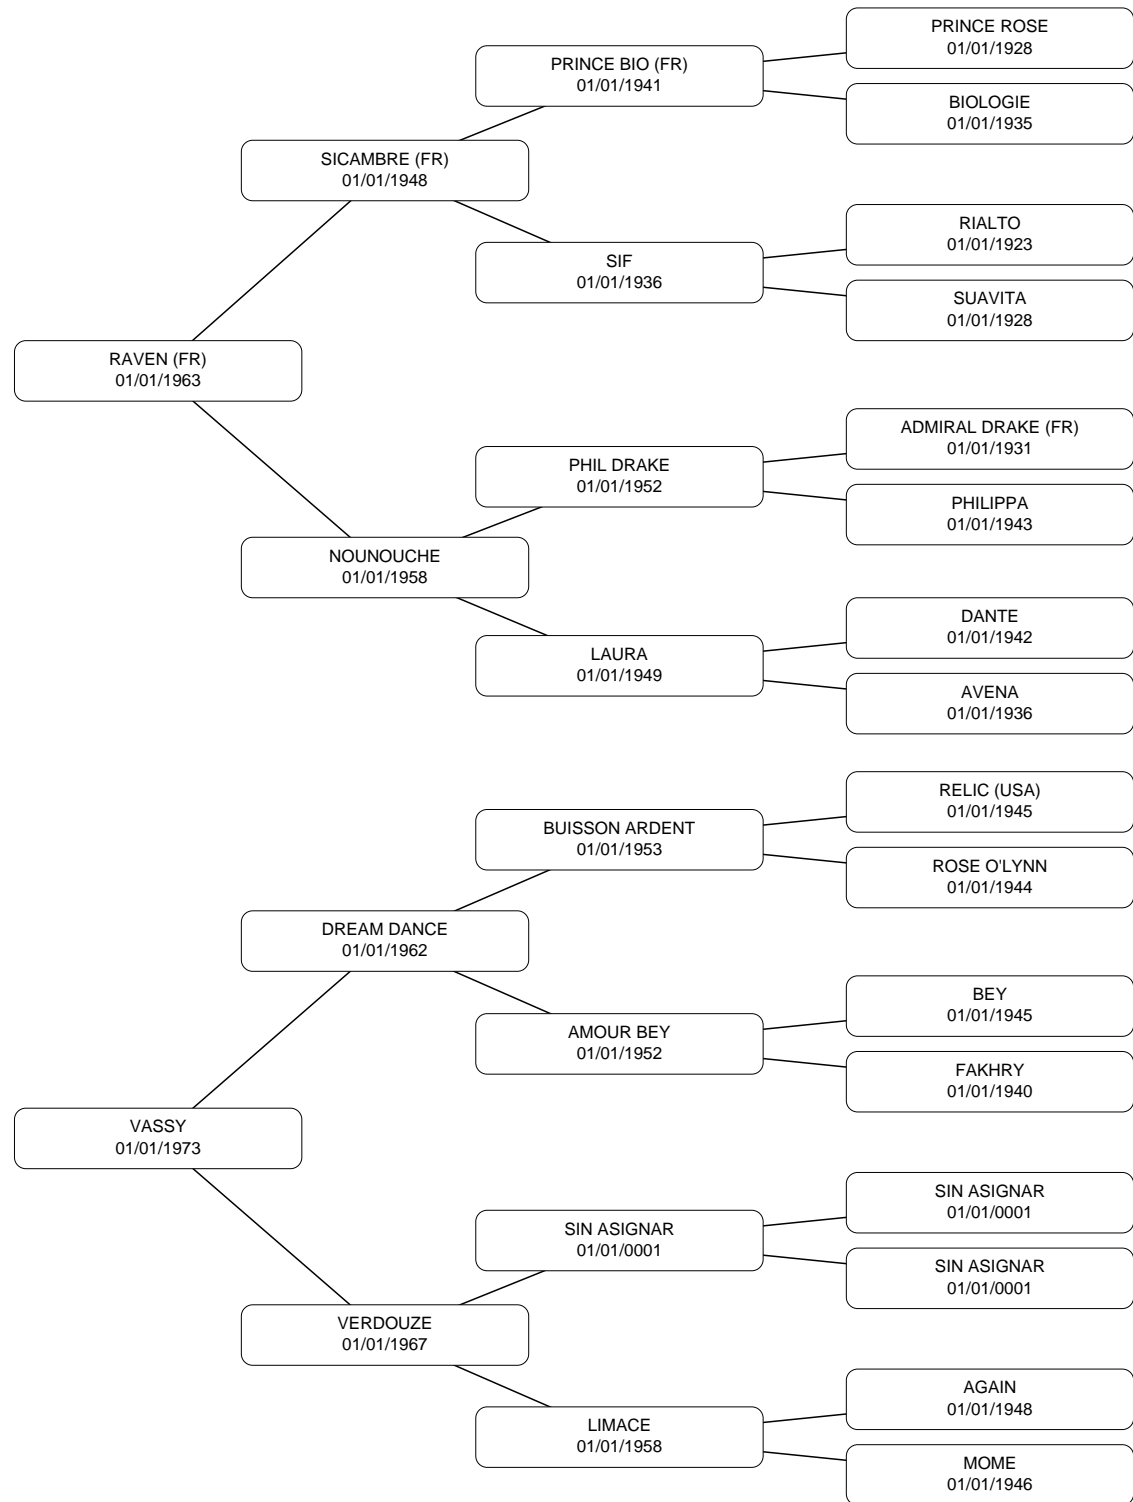 PRINCE ROSE
01/01/1928
PRINCE BIO (FR)
01/01/1941
BIOLOGIE
01/01/1935
SICAMBRE (FR)
01/01/1948
RIALTO
01/01/1923
SIF
01/01/1936
SUAVITA
01/01/1928
RAVEN (FR)
01/01/1963
ADMIRAL DRAKE (FR)
01/01/1931
PHIL DRAKE
01/01/1952
PHILIPPA
01/01/1943
NOUNOUCHE
01/01/1958
DANTE
01/01/1942
LAURA
01/01/1949
AVENA
01/01/1936
RELIC (USA)
01/01/1945
BUISSON ARDENT
01/01/1953
ROSE O'LYNN
01/01/1944
DREAM DANCE
01/01/1962
BEY
01/01/1945
AMOUR BEY
01/01/1952
FAKHRY
01/01/1940
VASSY
01/01/1973
SIN ASIGNAR
01/01/0001
SIN ASIGNAR
01/01/0001
SIN ASIGNAR
01/01/0001
VERDOUZE
01/01/1967
AGAIN
01/01/1948
LIMACE
01/01/1958
MOME
01/01/1946